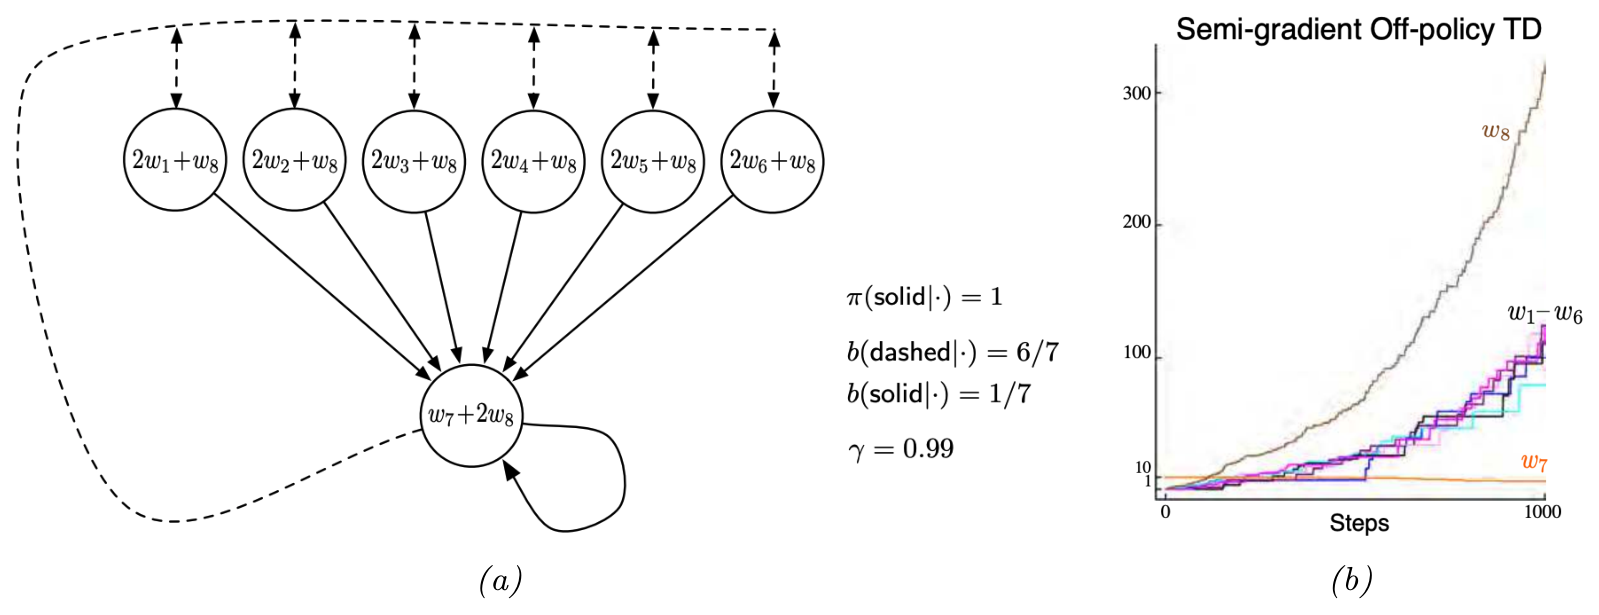 2w₁+w₈ 2w₂+w₈ 2w₃+w₈ 2w₄+w₈ 2w₅+w₈ 2w₆+w₈
w₇+2w₈
π(solid|·) = 1
b(dashed|·) = 6/7
b(solid|·) = 1/7
γ = 0.99
(a)
Semi-gradient Off-policy TD
300
w₈
200
w₁– w₆
100
w₇
10
1
0
1000
Steps
(b)